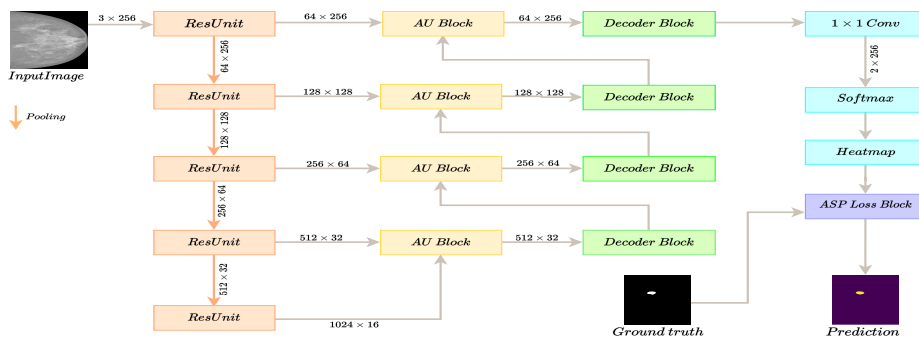 3 × 256
ResUnit
64 × 256
AU Block
64 × 256
Decoder Block
1 × 1 Conv
InputImage
64 × 256
2 × 256
Pooling
ResUnit
128 × 128
AU Block
128 × 128
Decoder Block
Softmax
128 × 128
ResUnit
256 × 64
AU Block
256 × 64
Decoder Block
Heatmap
256 × 64
ASP Loss Block
ResUnit
512 × 32
AU Block
512 × 32
Decoder Block
512 × 32
ResUnit
1024 × 16
Ground truth
Prediction